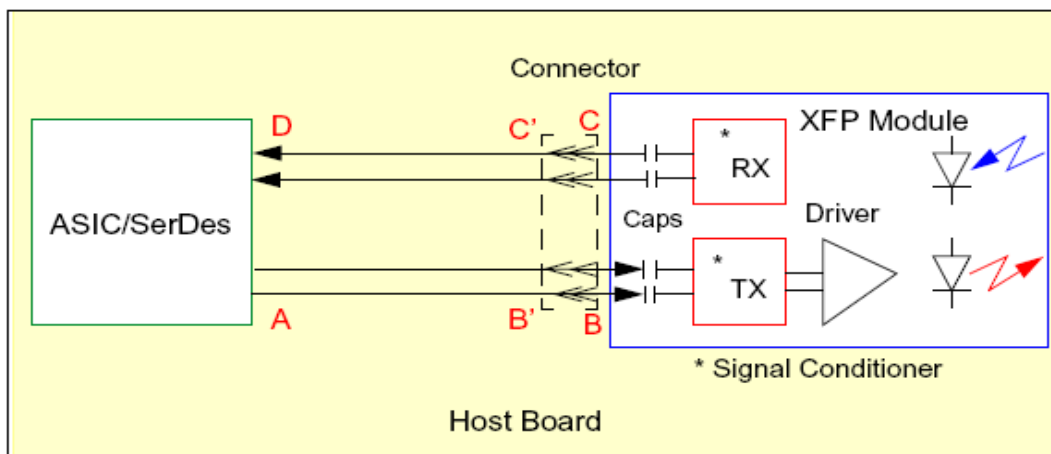 Connector
D
C'
C
XFP Module
*
RX
ASIC/SerDes
Caps
Driver
*
TX
A
B'
B
* Signal Conditioner
Host Board